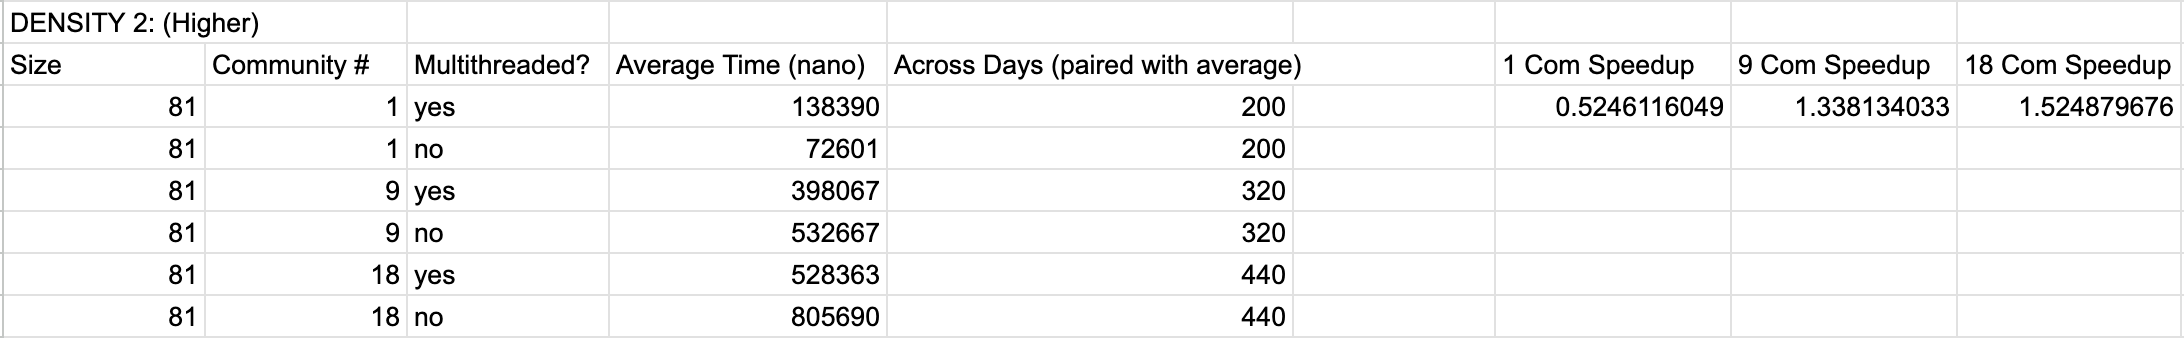 DENSITY 2: (Higher)
Size Community # Multithreaded? Average Time (nano) Across Days (paired with average) 1 Com Speedup 9 Com Speedup 18 Com Speedup
81 1 yes 138390 200 0.5246116049 1.338134033 1.524879676
81 1 no 72601 200
81 9 yes 398067 320
81 9 no 532667 320
81 18 yes 528363 440
81 18 no 805690 440